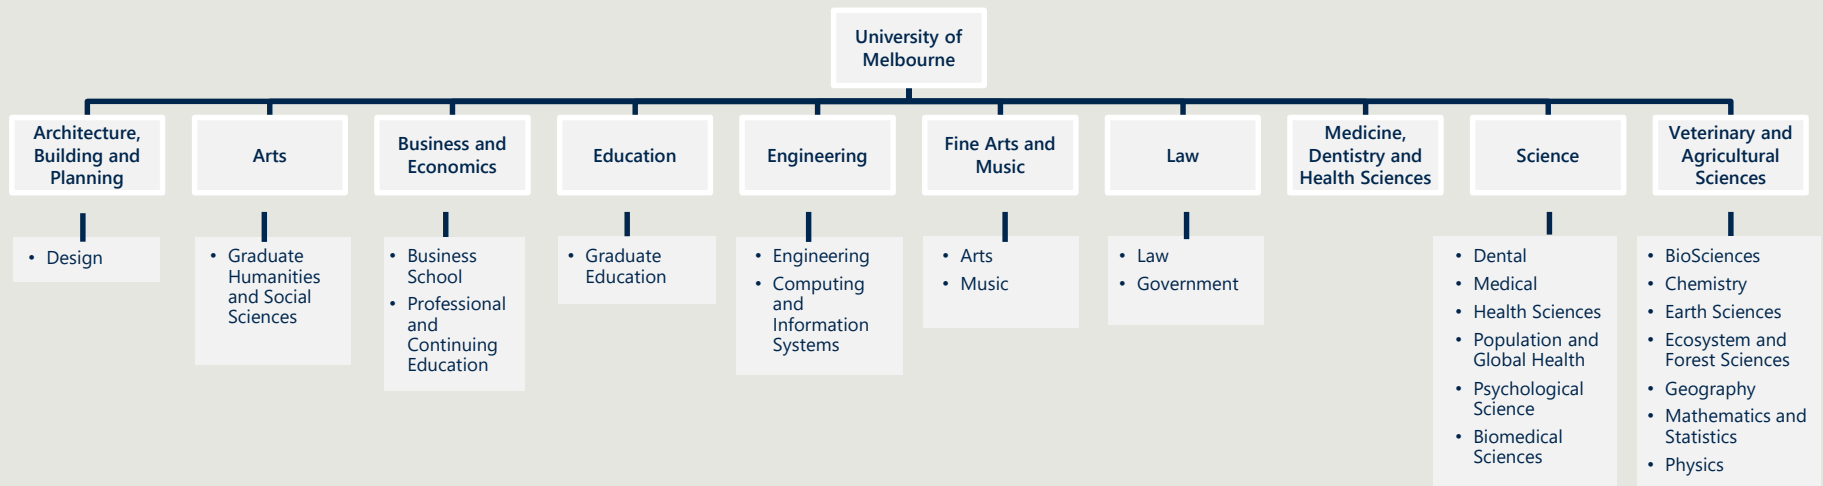 University of
Melbourne
Architecture,
Building and
Planning
Arts
Business and
Economics
Education
Engineering
Fine Arts and
Music
Law
Medicine,
Dentistry and
Health Sciences
Science
Veterinary and
Agricultural
Sciences
• Design
• Graduate
Humanities
and Social
Sciences
• Business
School
• Professional
and
Continuing
Education
• Graduate
Education
• Engineering
• Computing
and
Information
Systems
• Arts
• Music
• Law
• Government
• Dental
• Medical
• Health Sciences
• Population and
Global Health
• Psychological
Science
• Biomedical
Sciences
• BioSciences
• Chemistry
• Earth Sciences
• Ecosystem and
Forest Sciences
• Geography
• Mathematics and
Statistics
• Physics